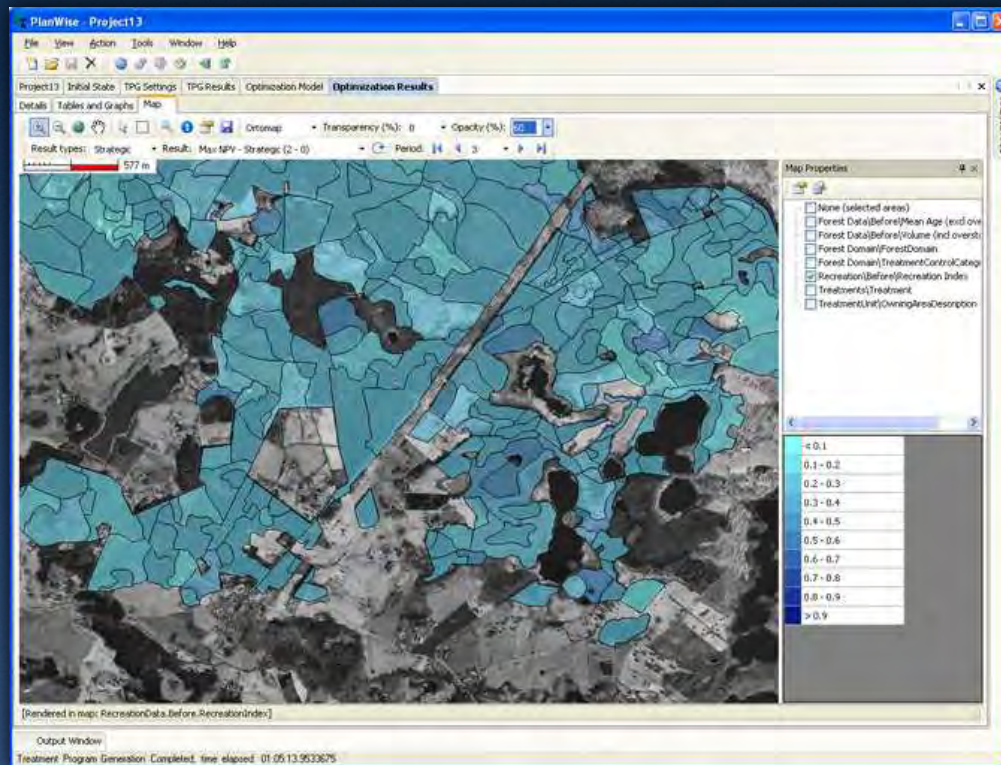 PlanWise - Project13
File View Action Tools Window Help
Project13 Initial State TPG Settings TPG Results Optimization Model Optimization Results
Details Tables and Graphs Map
Ortomap Transparency (%): 0 Opacity (%): 60
Result types: Strategic Result: Max NPV - Strategic (2 - 0) Period: 3
577 m
Map Properties
None (selected areas)
Forest Data\Before\Mean Age (excl ove
Forest Data\Before\Volume (incl overst
Forest Domain\ForestDomain
Forest Domain\TreatmentControlCateg
Recreation\Before\Recreation Index
Treatments\Treatment
TreatmentUnit\OwningAreaDescription
< 0.1
0.1 - 0.2
0.2 - 0.3
0.3 - 0.4
0.4 - 0.5
0.5 - 0.6
0.6 - 0.7
0.7 - 0.8
0.8 - 0.9
> 0.9
[Rendered in map: RecreationData.Before.RecreationIndex]
Output Window
Treatment Program Generation Completed, time elapsed: 01:05:13.9533675